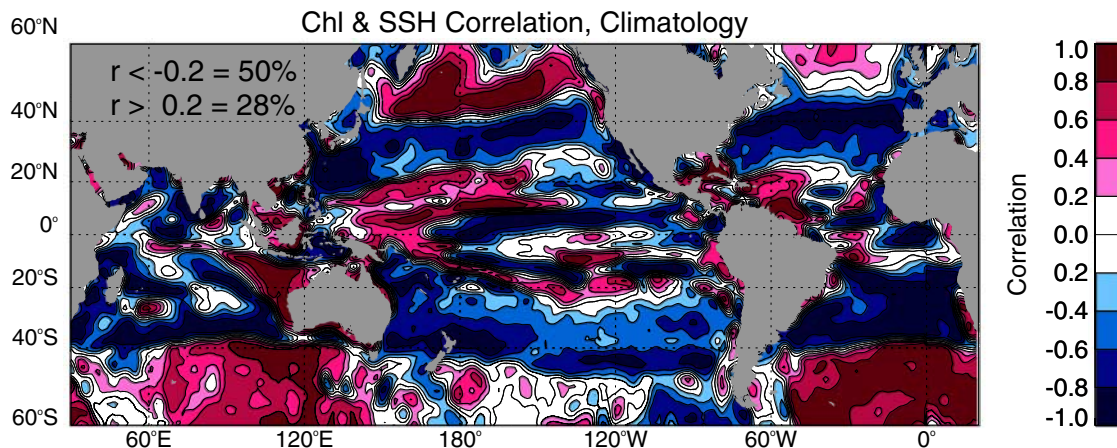 Chl & SSH Correlation, Climatology
r < -0.2 = 50%
r > 0.2 = 28%
60°N
40°N
20°N
0°
20°S
40°S
60°S
60°E 120°E 180° 120°W 60°W 0°
Correlation
1.0
0.8
0.6
0.4
0.2
0.0
-0.2
-0.4
-0.6
-0.8
-1.0